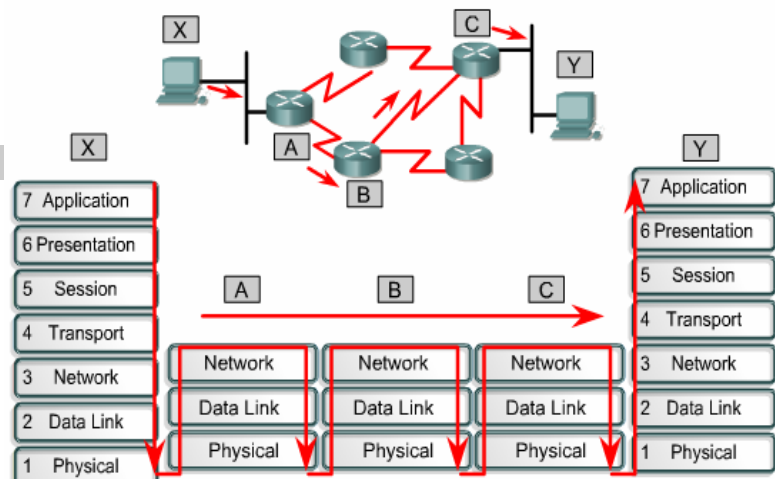 C
X
Y
A
B
X
Y
7 Application
6 Presentation
5 Session
4 Transport
3 Network
2 Data Link
1 Physical
A
B
C
Network
Network
Network
Data Link
Data Link
Data Link
Physical
Physical
Physical
7 Application
6 Presentation
5 Session
4 Transport
3 Network
2 Data Link
1 Physical